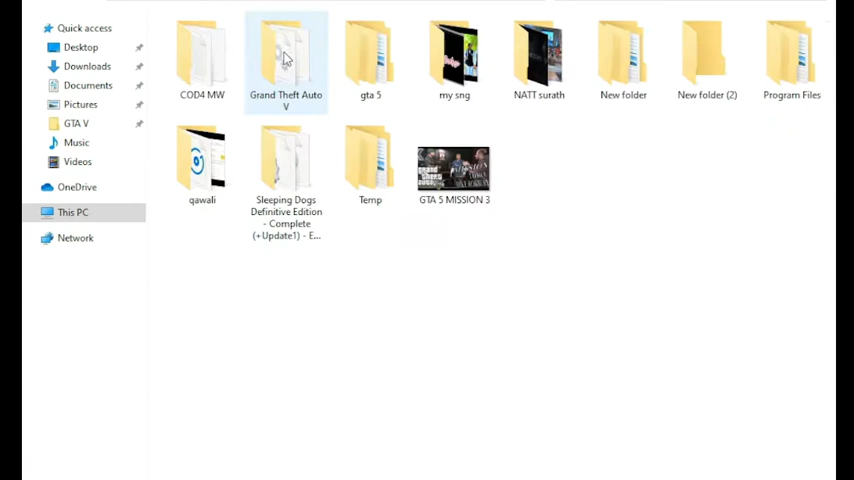 Quick access
Desktop
Downloads
Documents
Pictures
GTA V
Music
Videos
OneDrive
This PC
Network
COD4 MW
Grand Theft Auto
V
gta 5
my sng
NATT surath
New folder
New folder (2)
Program Files
qawali
Sleeping Dogs
Definitive Edition
- Complete
(+Update1) - E...
Temp
GTA 5 MISSION 3